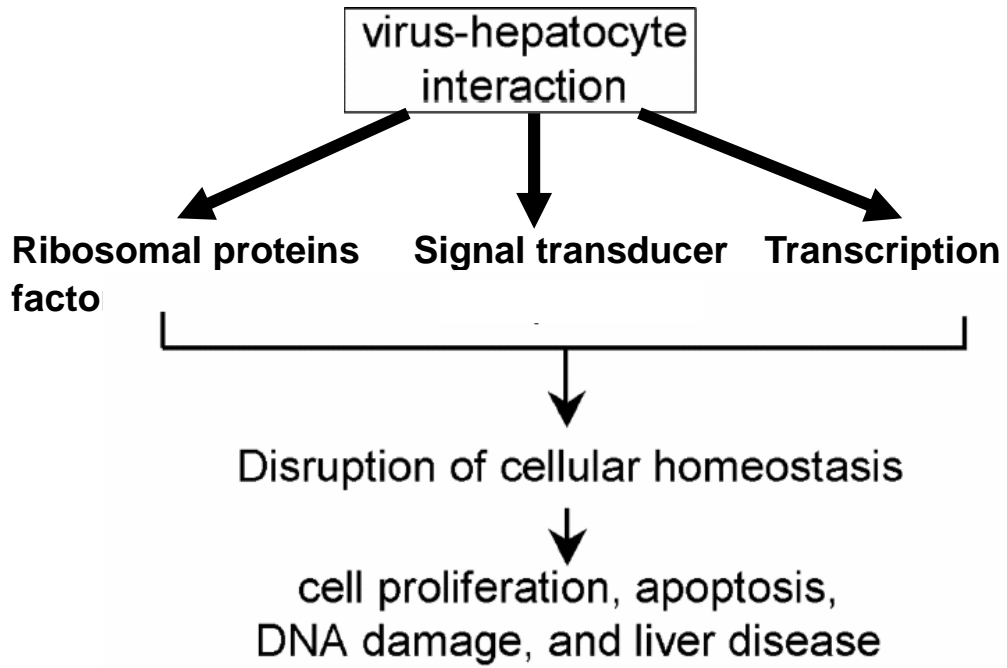 virus-hepatocyte
interaction
Ribosomal proteins Signal transducer Transcription
Disruption of cellular homeostasis
cell proliferation, apoptosis,
DNA damage, and liver disease